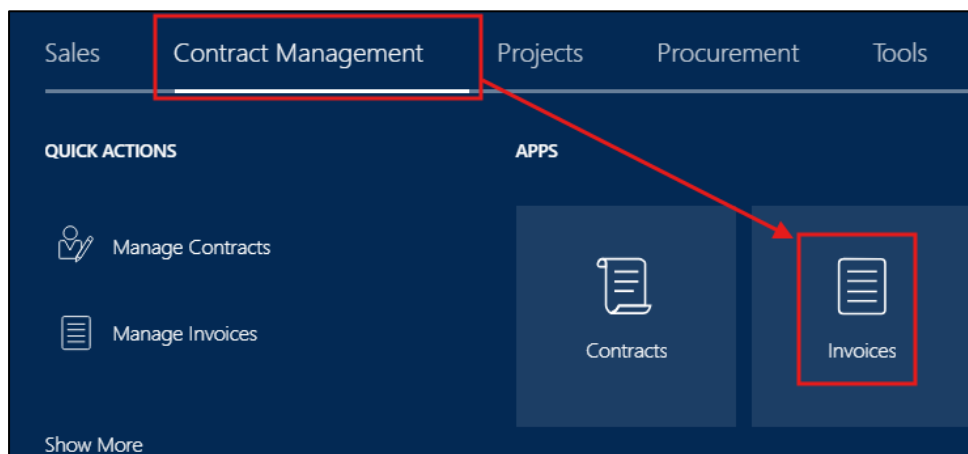 Sales Contract Management Projects Procurement Tools
QUICK ACTIONS
Manage Contracts
Manage Invoices
Show More
APPS
Contracts
Invoices